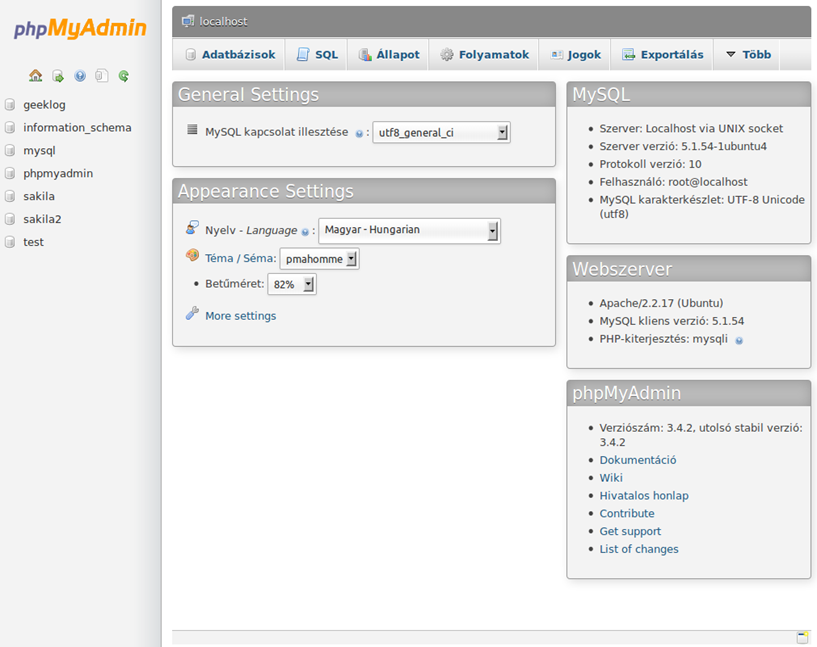 phpMyAdmin
geeklog
information_schema
mysql
phpmyadmin
sakila
sakila2
test
localhost
Adatbázisok SQL Állapot Folyamatok Jogok Exportálás Több
General Settings
MySQL kapcsolat illesztése : utf8_general_ci
Appearance Settings
Nyelv - Language : Magyar - Hungarian
Téma / Séma: pmahomme
Betűméret: 82%
More settings
MySQL
Szerver: Localhost via UNIX socket
Szerver verzió: 5.1.54-1ubuntu4
Protokoll verzió: 10
Felhasználó: root@localhost
MySQL karakterkészlet: UTF-8 Unicode
(utf8)
Webszerver
Apache/2.2.17 (Ubuntu)
MySQL kliens verzió: 5.1.54
PHP-kiterjesztés: mysqli
phpMyAdmin
Verziószám: 3.4.2, utolsó stabil verzió:
3.4.2
Dokumentáció
Wiki
Hivatalos honlap
Contribute
Get support
List of changes